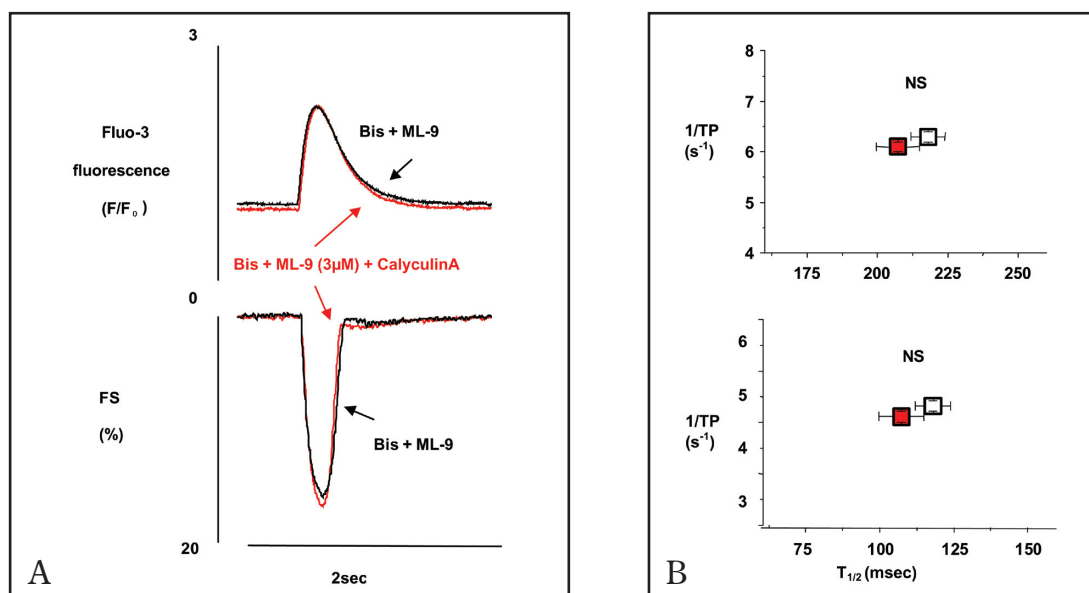 3
Fluo-3
fluorescence
(F/F₀)
Bis + ML-9
Bis + ML-9 (3µM) + CalyculinA
0
FS
(%)
Bis + ML-9
20
2sec
A
8
7
6
5
4
1/TP
(s⁻¹)
NS
175 200 225 250
6
5
4
3
1/TP
(s⁻¹)
NS
75 100 125 150
T₁/₂ (msec)
B